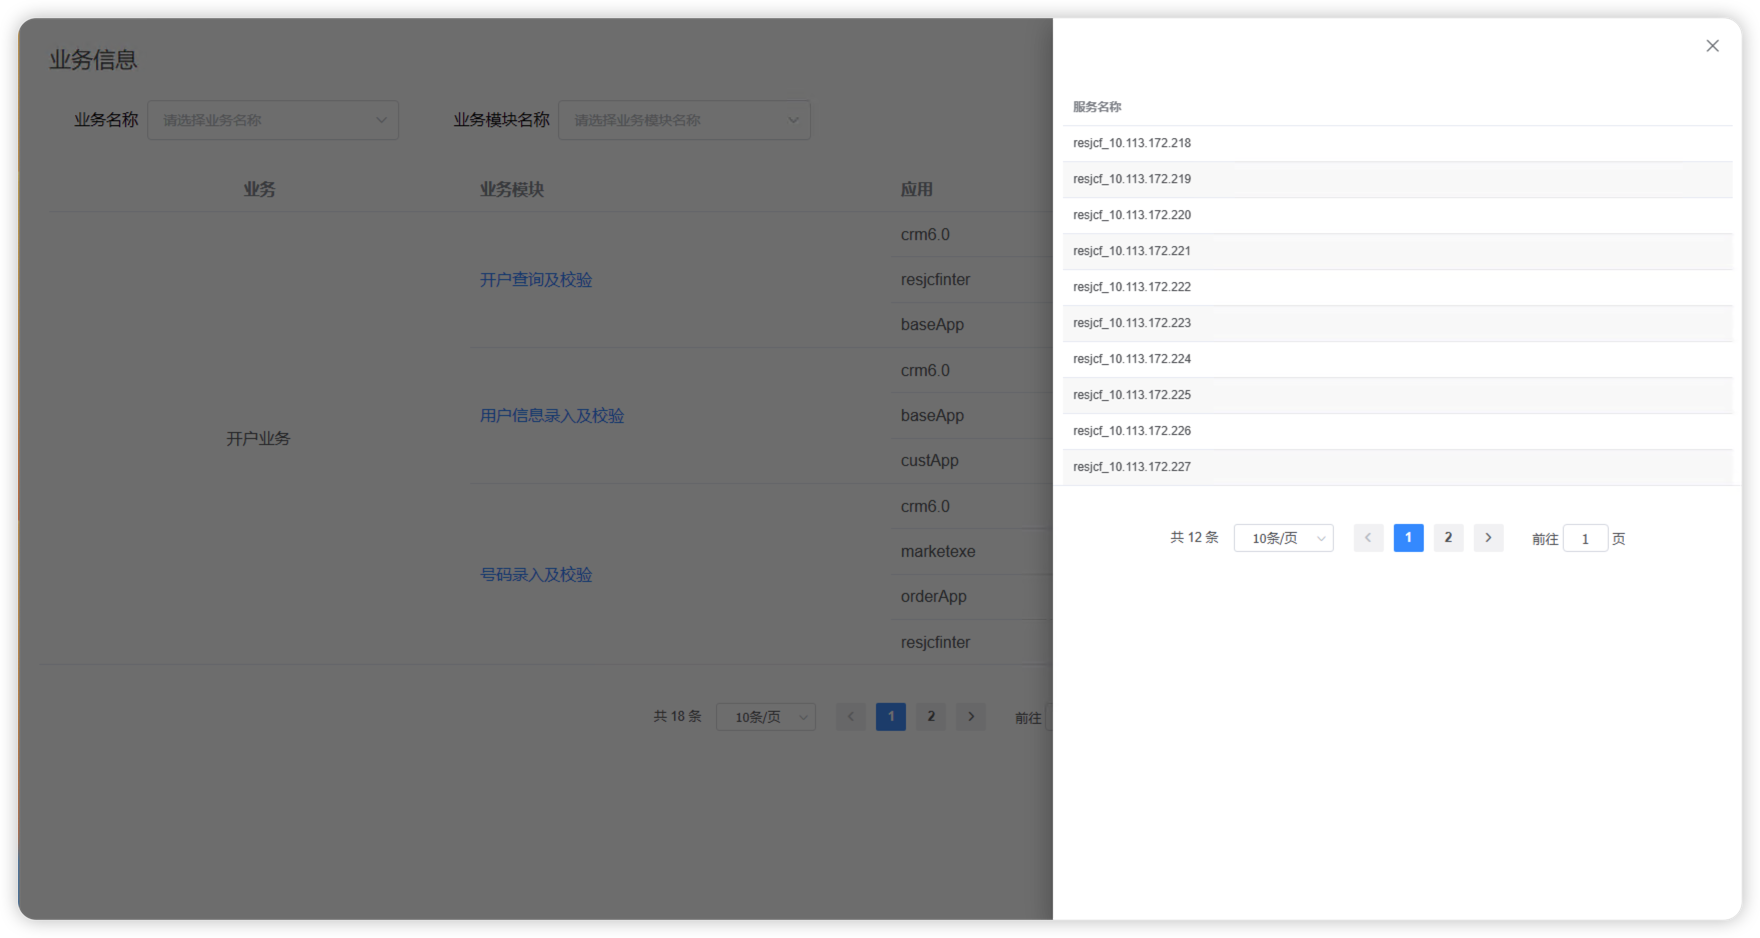 业务信息
业务名称 请选择业务名称 业务模块名称 请选择业务模块名称
业务 业务模块 应用
crm6.0
开户查询及校验 resjcfinter
baseApp
crm6.0
用户信息录入及校验 baseApp
开户业务
custApp
crm6.0
marketexe
号码录入及校验
orderApp
resjcfinter
共 18 条 10条/页 1 2 前往
服务名称
resjcf_10.113.172.218
resjcf_10.113.172.219
resjcf_10.113.172.220
resjcf_10.113.172.221
resjcf_10.113.172.222
resjcf_10.113.172.223
resjcf_10.113.172.224
resjcf_10.113.172.225
resjcf_10.113.172.226
resjcf_10.113.172.227
共 12 条 10条/页 1 2 前往 1 页